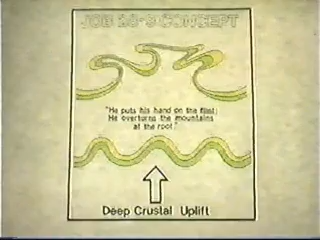 JOB 28:9 CONCEPT
"He puts his hand on the flint;
He overturns the mountains
at the root."
Deep Crustal Uplift